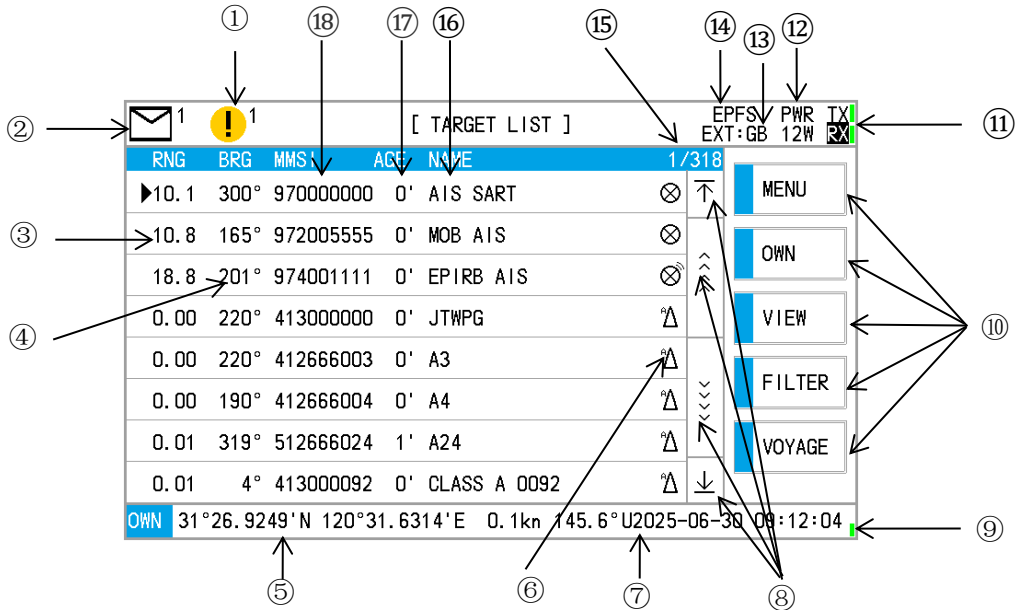 ① ⑱ ⑰ ⑯ ⑮ ⑭ ⑬ ⑫
② 1 ! 1 [ TARGET LIST ] EPFS PWR TX ⑪
EXT:GB 12W RX
RNG BRG MMSI AGE NAME 1/318
10.1 300° 970000000 0' AIS SART MENU
③ 10.8 165° 972005555 0' MOB AIS OWN
18.8 201° 974001111 0' EPIRB AIS
④ 0.00 220° 413000000 0' JTWPG A VIEW ⑩
0.00 220° 412666003 0' A3 A FILTER
0.00 190° 412666004 0' A4 A
0.01 319° 512666024 1' A24 A VOYAGE
0.01 4° 413000092 0' CLASS A 0092 A
OWN 31°26.9249'N 120°31.6314'E 0.1kn 145.6°U2025-06-30 09:12:04 ⑨
⑤ ⑥ ⑦ ⑧